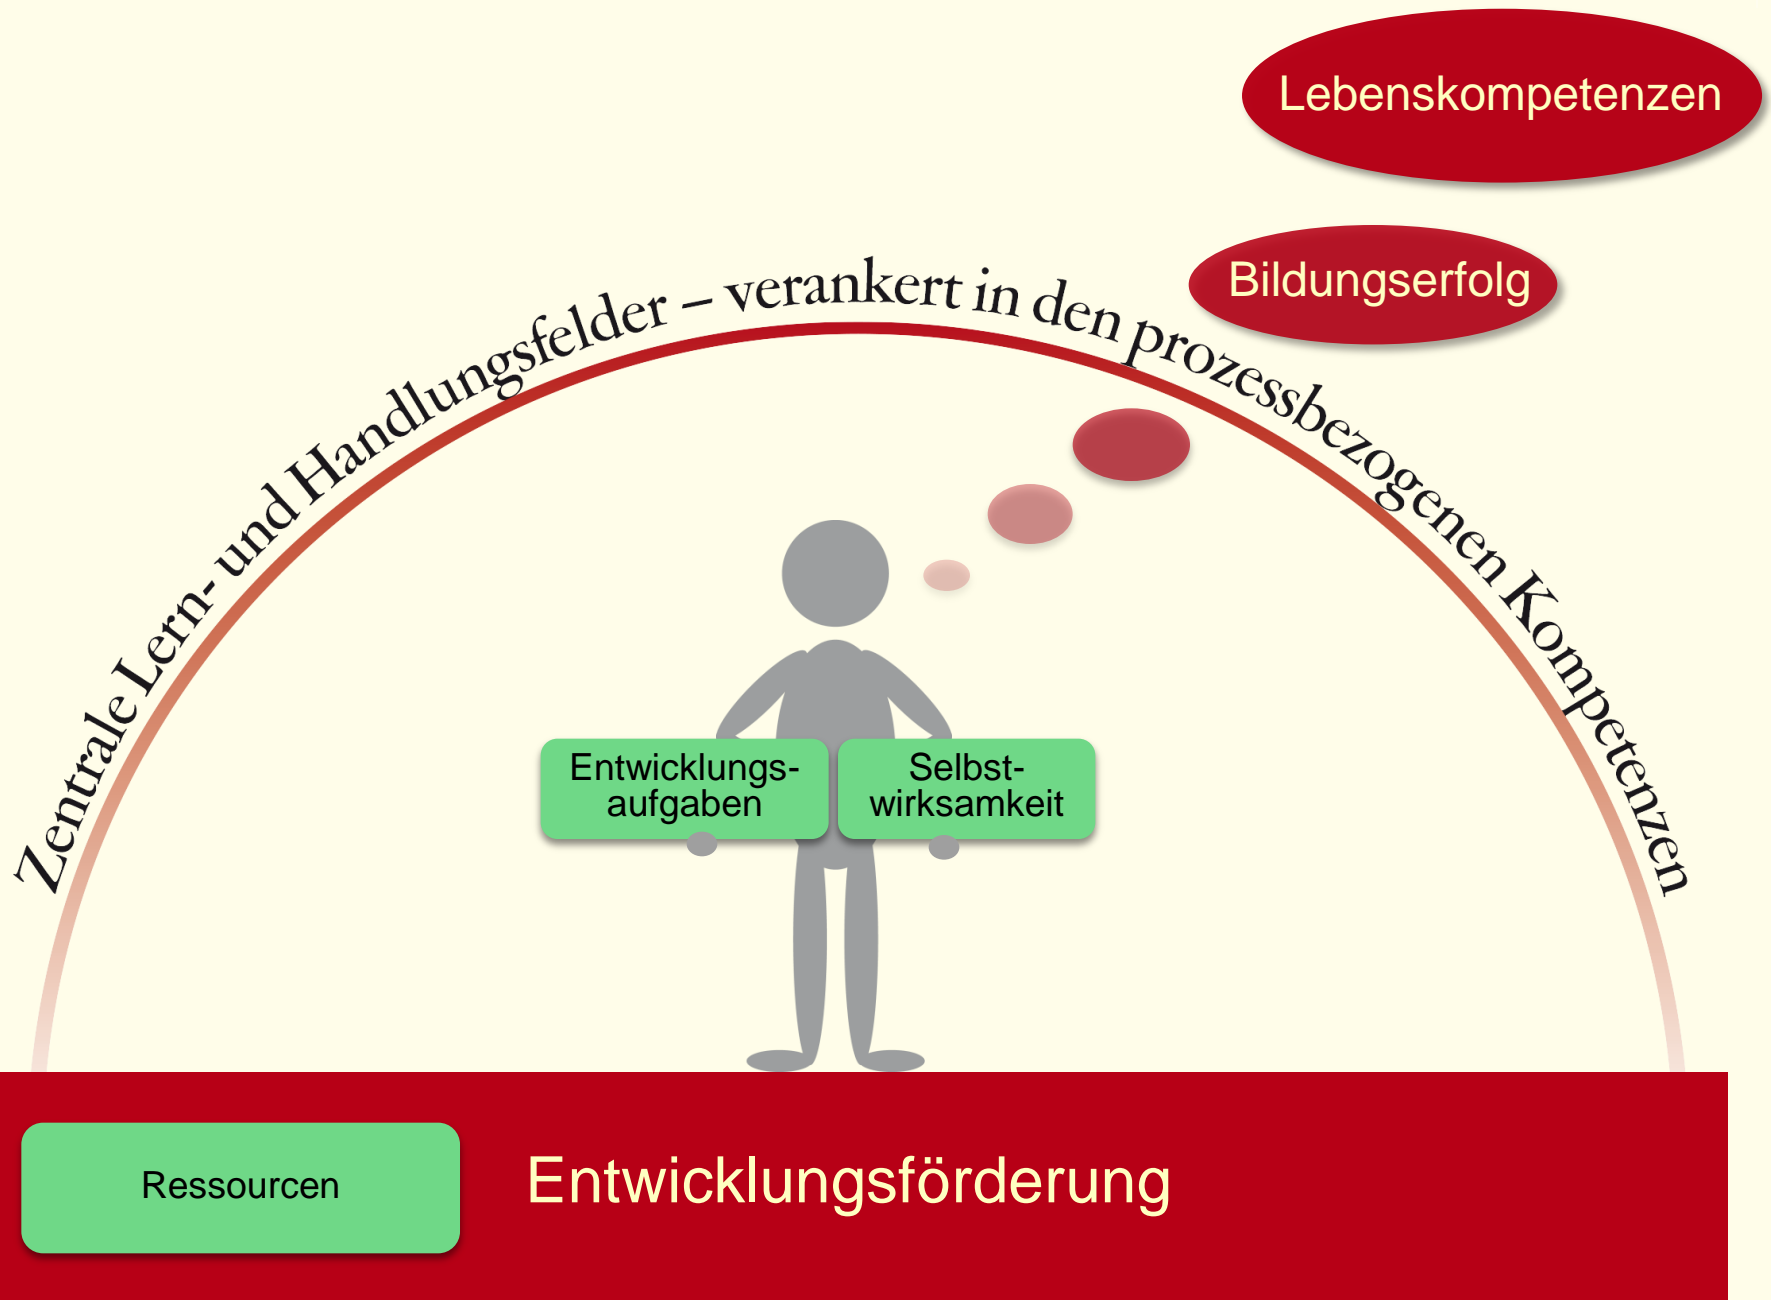 Lebenskompetenzen
Bildungserfolg
Zentrale Lern- und Handlungsfelder – verankert in den prozessbezogenen Kompetenzen
Entwicklungs-
aufgaben
Selbst-
wirksamkeit
Ressourcen
Entwicklungsförderung